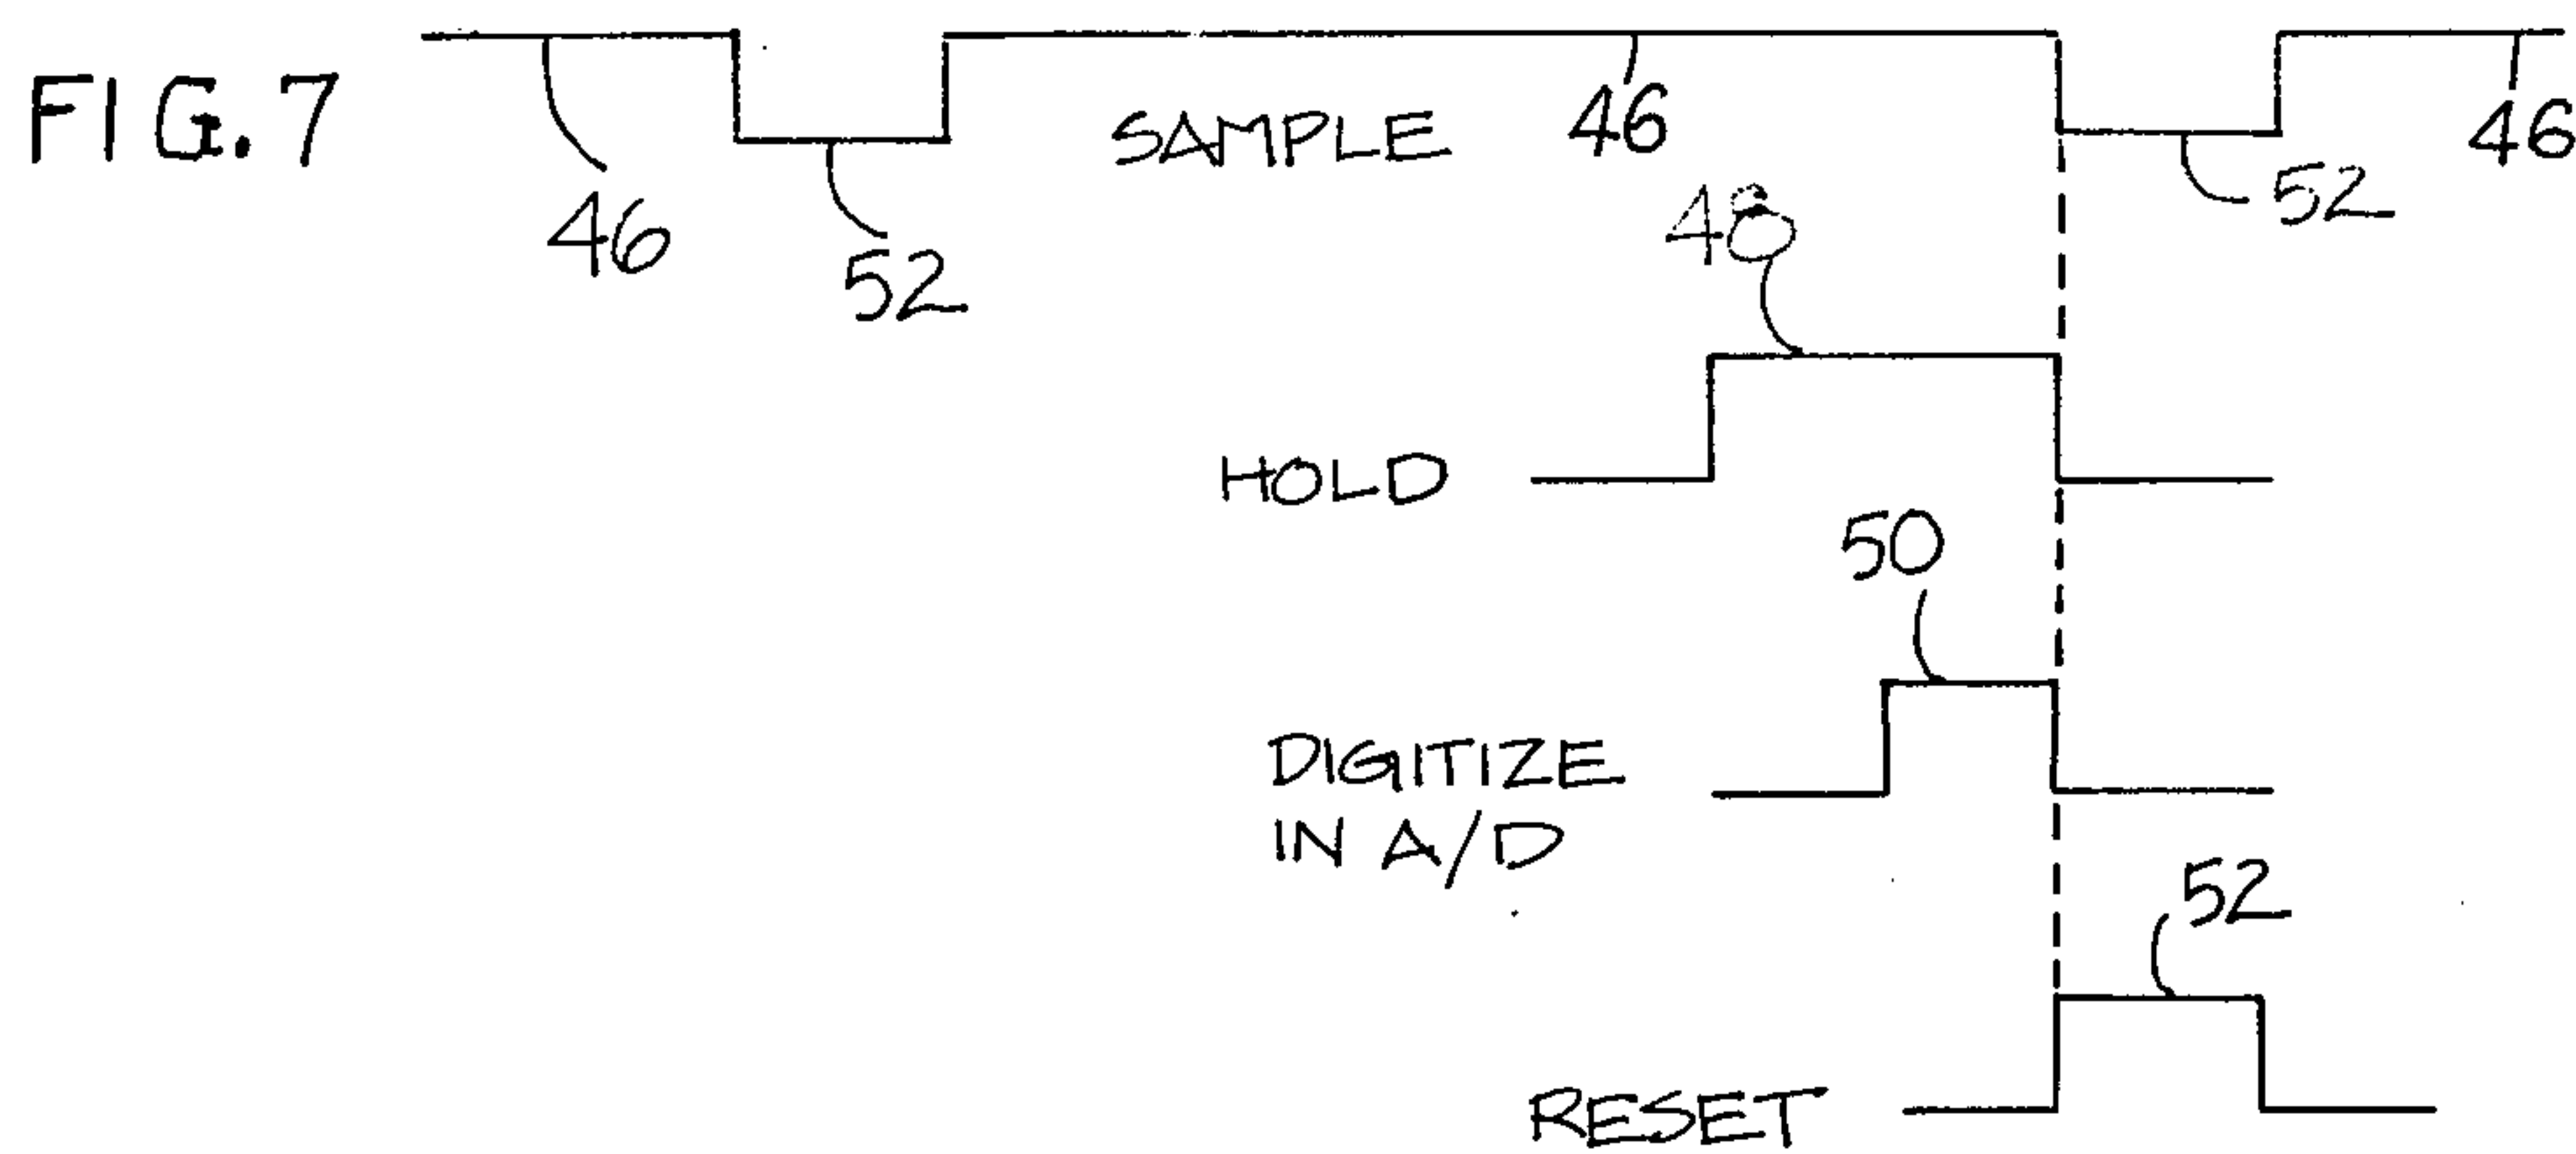 FIG. 7
SAMPLE
46
46
46
52
52
48
HOLD
50
DIGITIZE
IN A/D
52
RESET